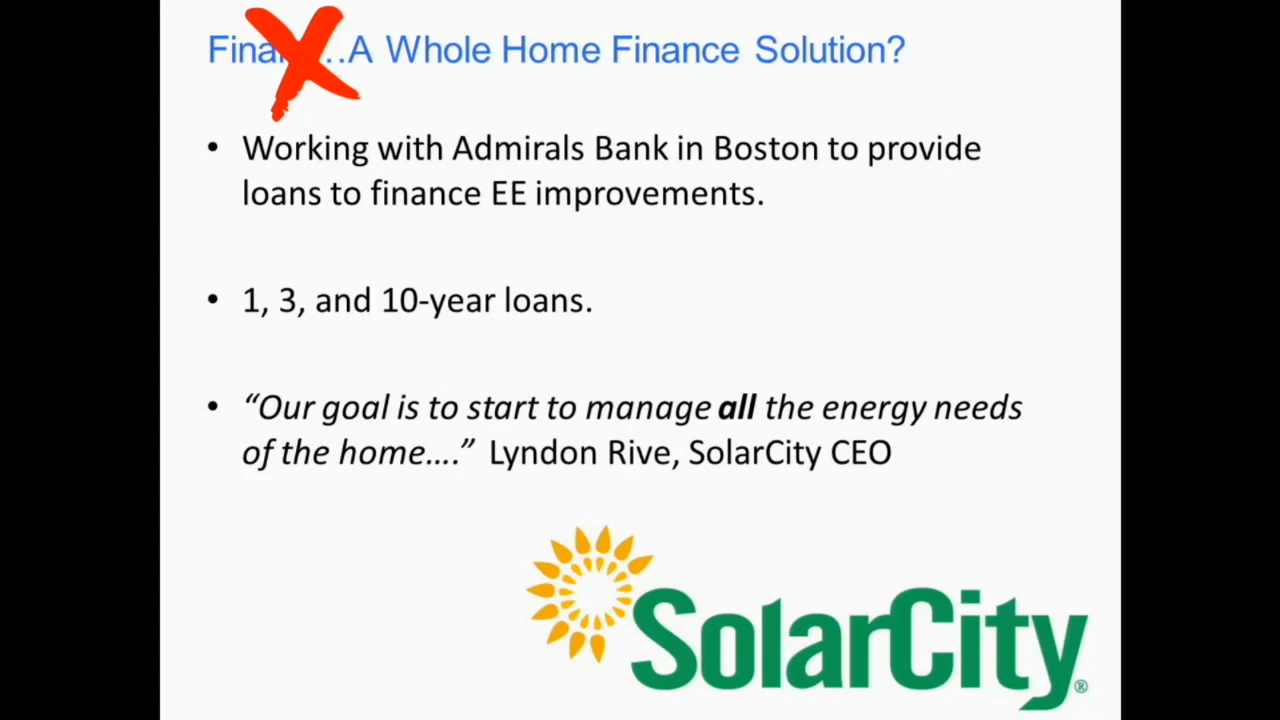 A Whole Home Finance Solution?
• Working with Admirals Bank in Boston to provide
loans to finance EE improvements.
• 1, 3, and 10-year loans.
• “Our goal is to start to manage all the energy needs
of the home….” Lyndon Rive, SolarCity CEO
SolarCity®